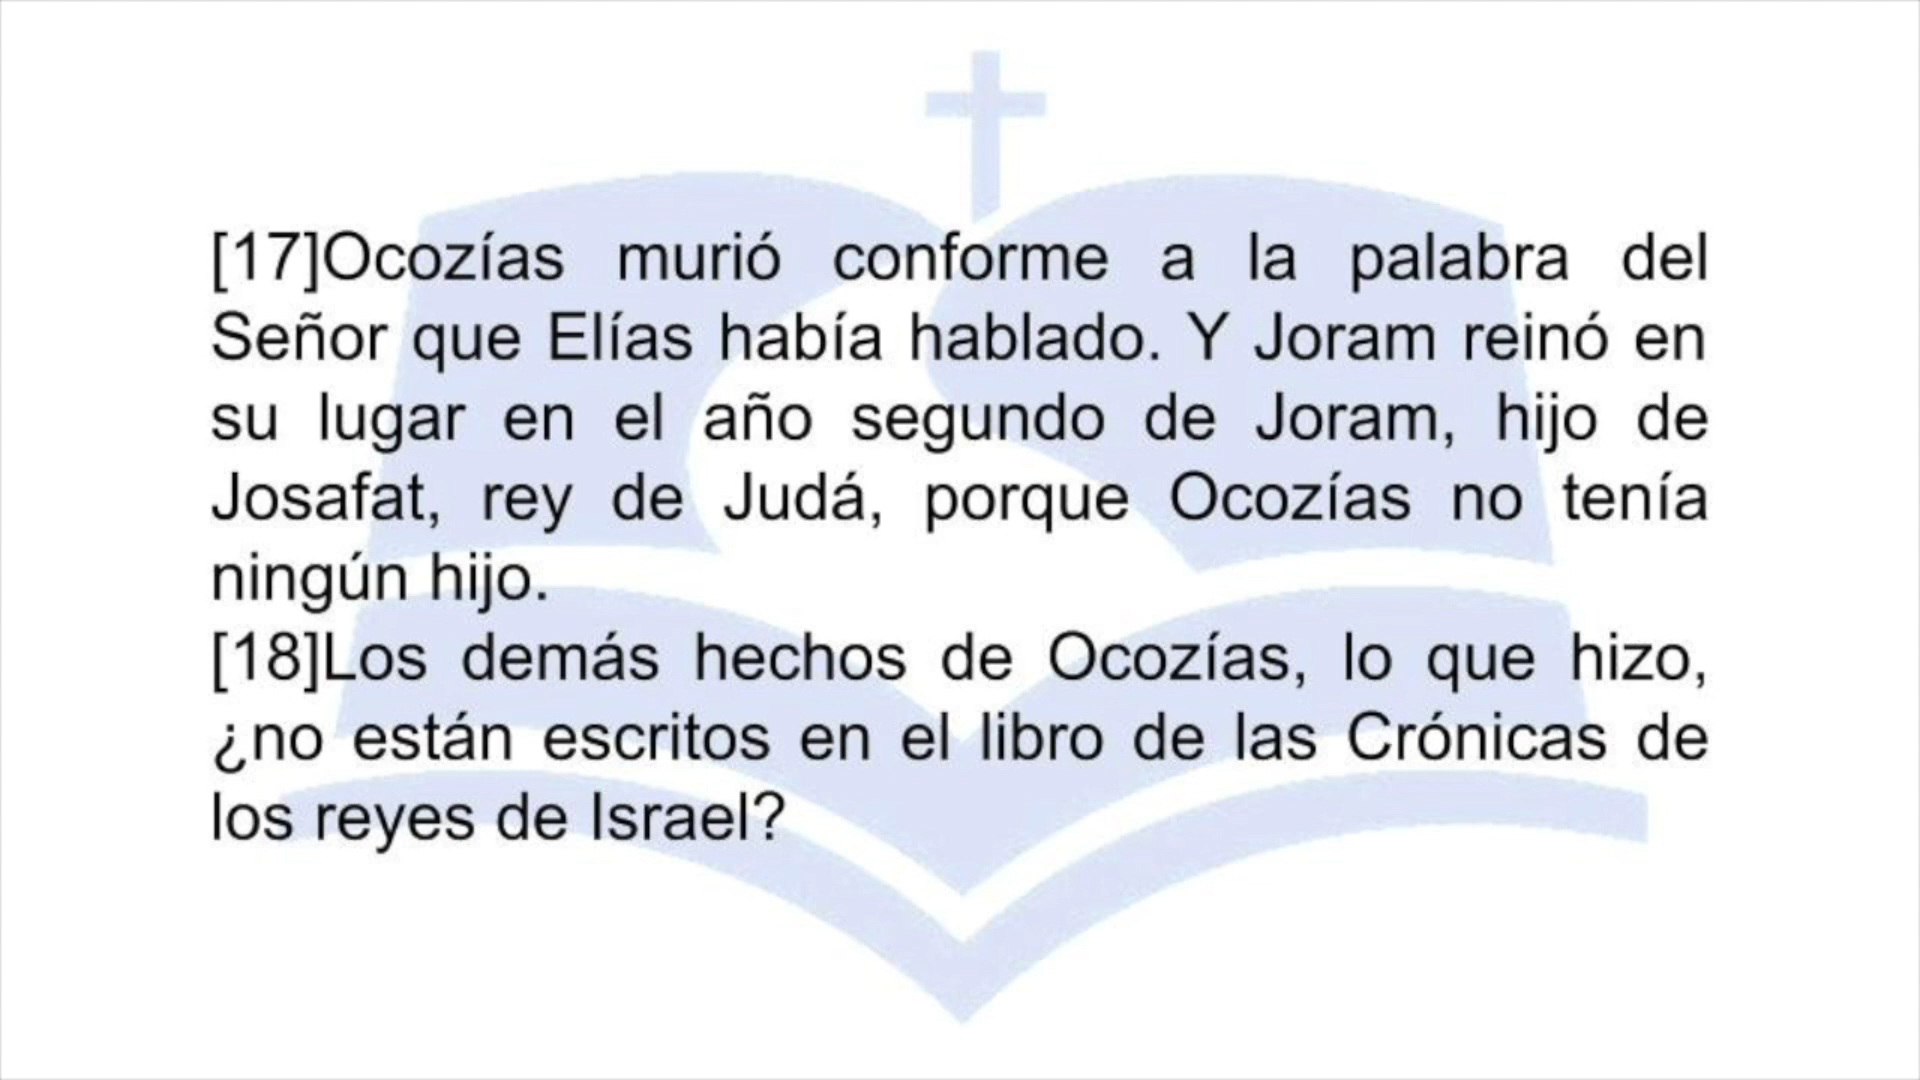 [17]Ocozías murió conforme a la palabra del
Señor que Elías había hablado. Y Joram reinó en
su lugar en el año segundo de Joram, hijo de
Josafat, rey de Judá, porque Ocozías no tenía
ningún hijo.
[18]Los demás hechos de Ocozías, lo que hizo,
¿no están escritos en el libro de las Crónicas de
los reyes de Israel?